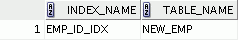 INDEX_NAME TABLE_NAME
1 EMP_ID_IDX NEW_EMP